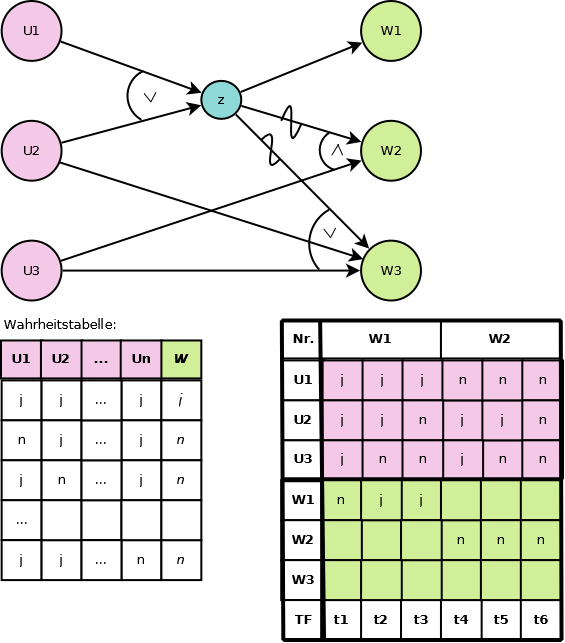 U1
W1
∨
z
U2
∧
W2
∨
U3
W3
Wahrheitstabelle:
U1 U2 ... Un W
j j ... j j
n j ... j n
j n ... j n
...
j j ... n n
Nr. W1 W2
U1 j j j n n n
U2 j j n j j n
U3 j n n j n n
W1 n j j
W2 n n n
W3
TF t1 t2 t3 t4 t5 t6